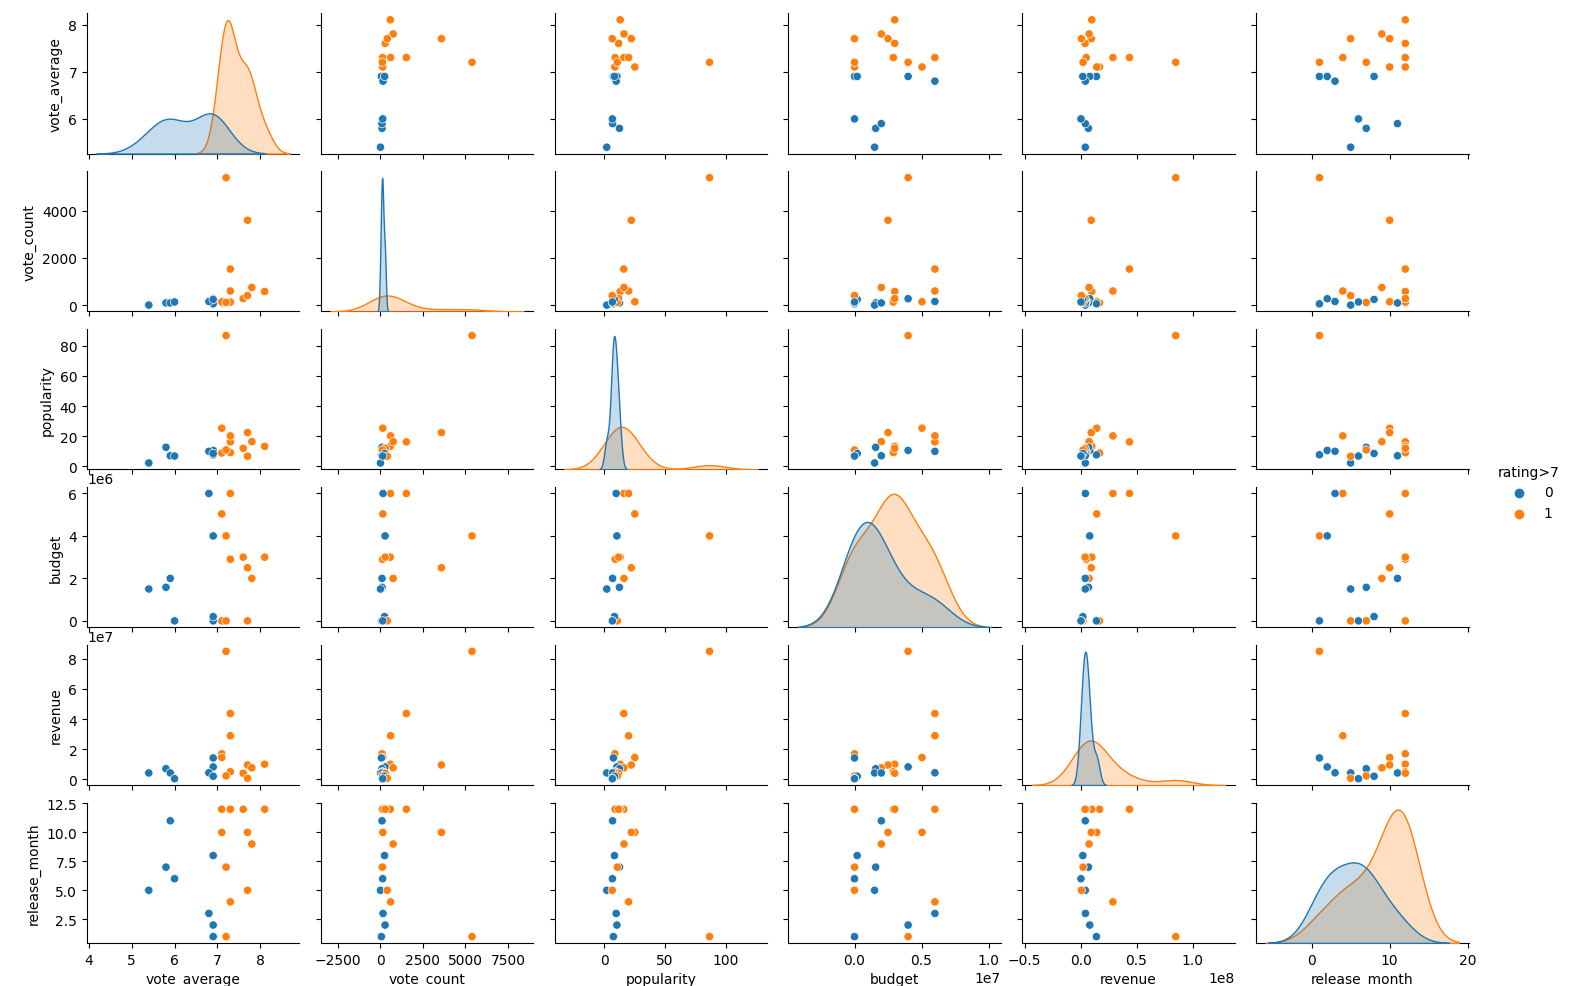 8
7
6
vote_average
4000
2000
0
vote_count
80
60
40
20
0
popularity
1e6
6
4
2
0
budget
1e7
8
6
4
2
0
revenue
12.5
10.0
7.5
5.0
2.5
release_month
4 5 6 7 8
vote_average
−2500 0 2500 5000 7500
vote_count
0 50 100
popularity
0.0 0.5 1.0
1e7
budget
−0.5 0.0 0.5 1.0
1e8
revenue
0 10 20
release_month
rating>7
0
1